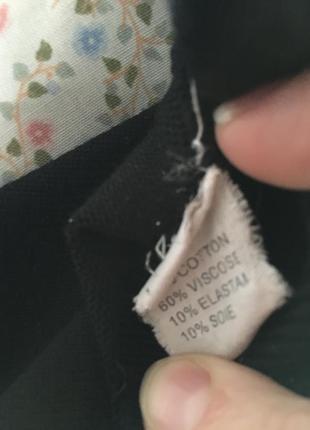 COTTON
60% VISCOSE
10% ELASTAN
10% SOIE